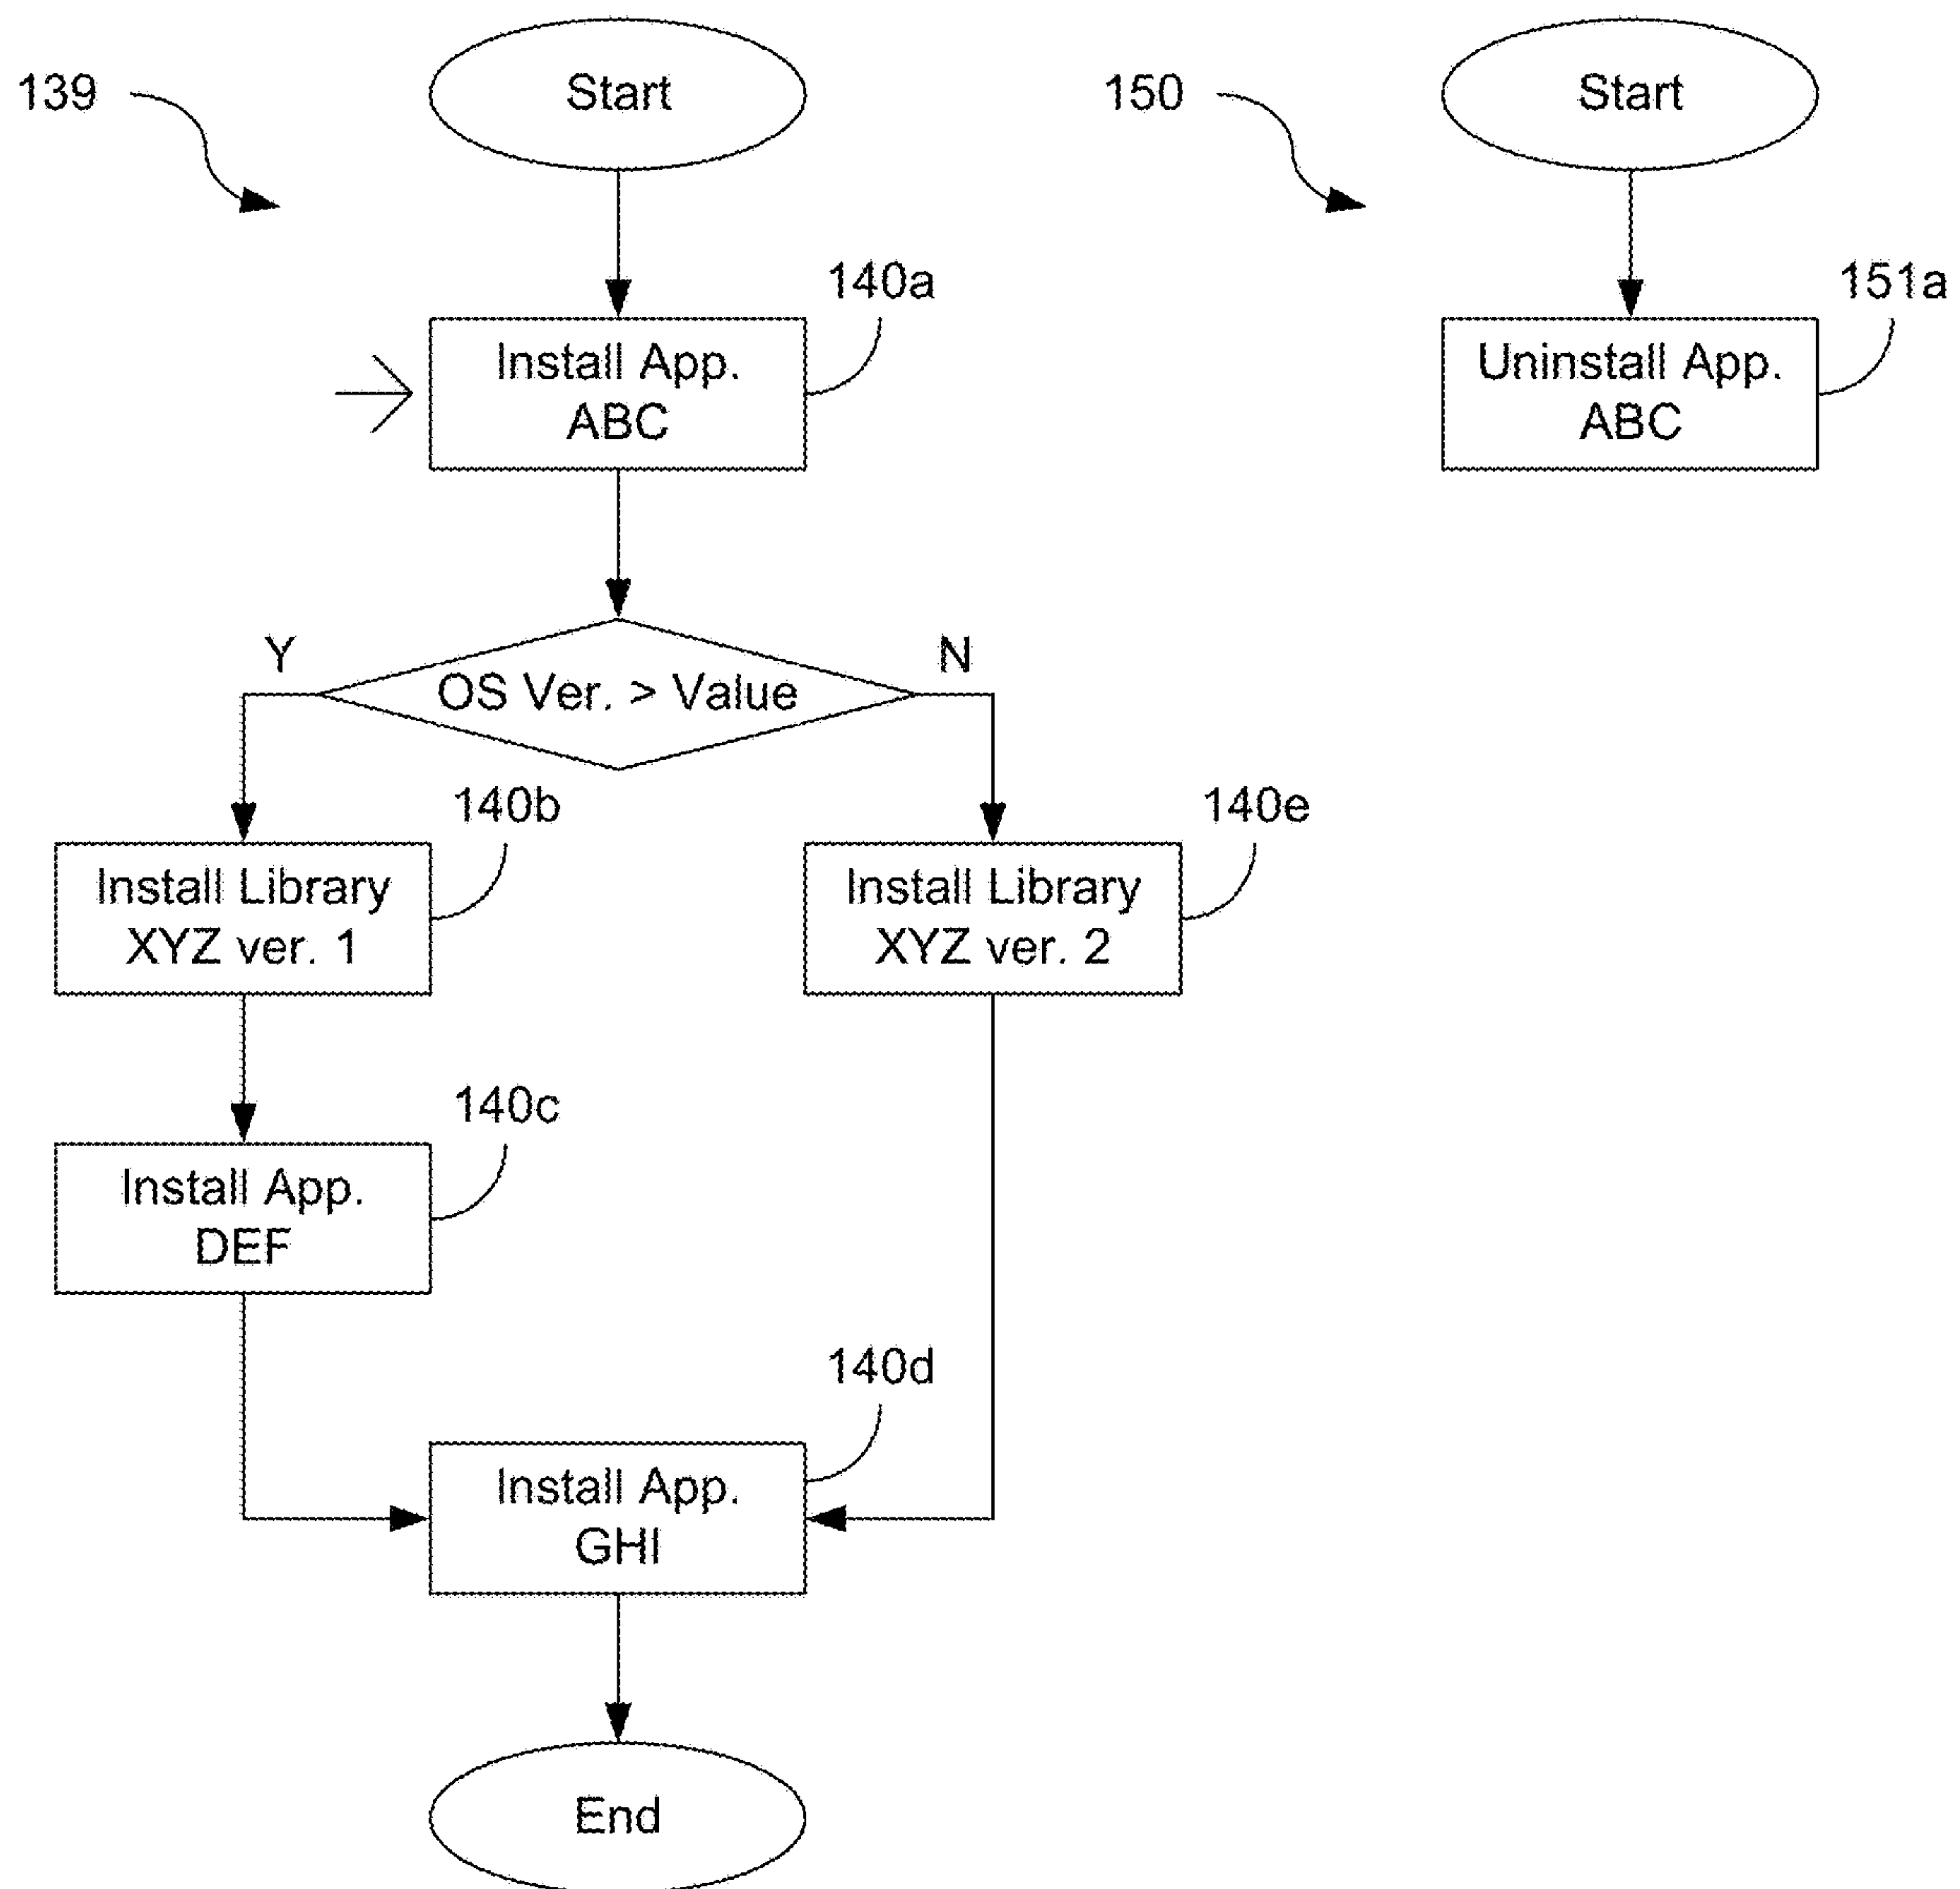 139
Start
150
Start
140a
151a
Install App.
ABC
Uninstall App.
ABC
Y
N
OS Ver. > Value
140b
140e
Install Library
XYZ ver. 1
Install Library
XYZ ver. 2
140c
Install App.
DEF
140d
Install App.
GHI
End